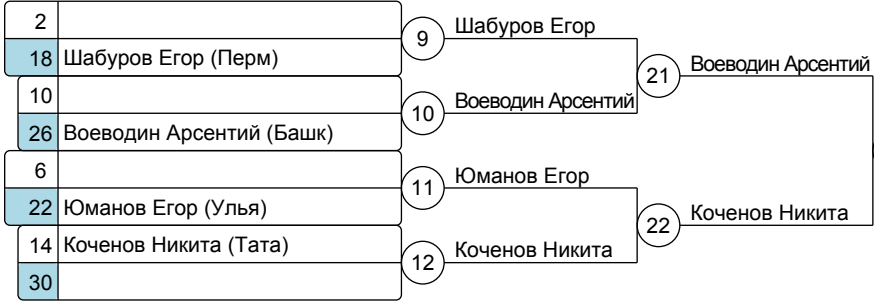 2
18 Шабуров Егор (Перм)
10
26 Воеводин Арсентий (Башк)
6
22 Юманов Егор (Улья)
14 Коченов Никита (Тата)
30
9 Шабуров Егор
10 Воеводин Арсентий
11 Юманов Егор
12 Коченов Никита
21 Воеводин Арсентий
22 Коченов Никита